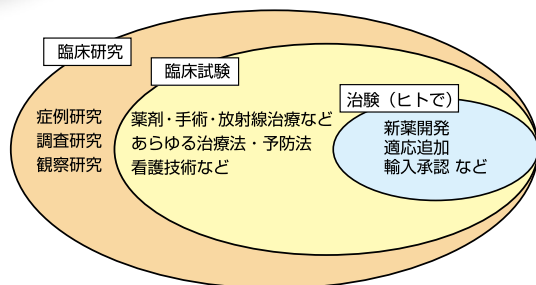 臨床研究
臨床試験
治験（ヒトで）
症例研究
調査研究
観察研究
薬剤・手術・放射線治療など
あらゆる治療法・予防法
看護技術など
新薬開発
適応追加
輸入承認 など